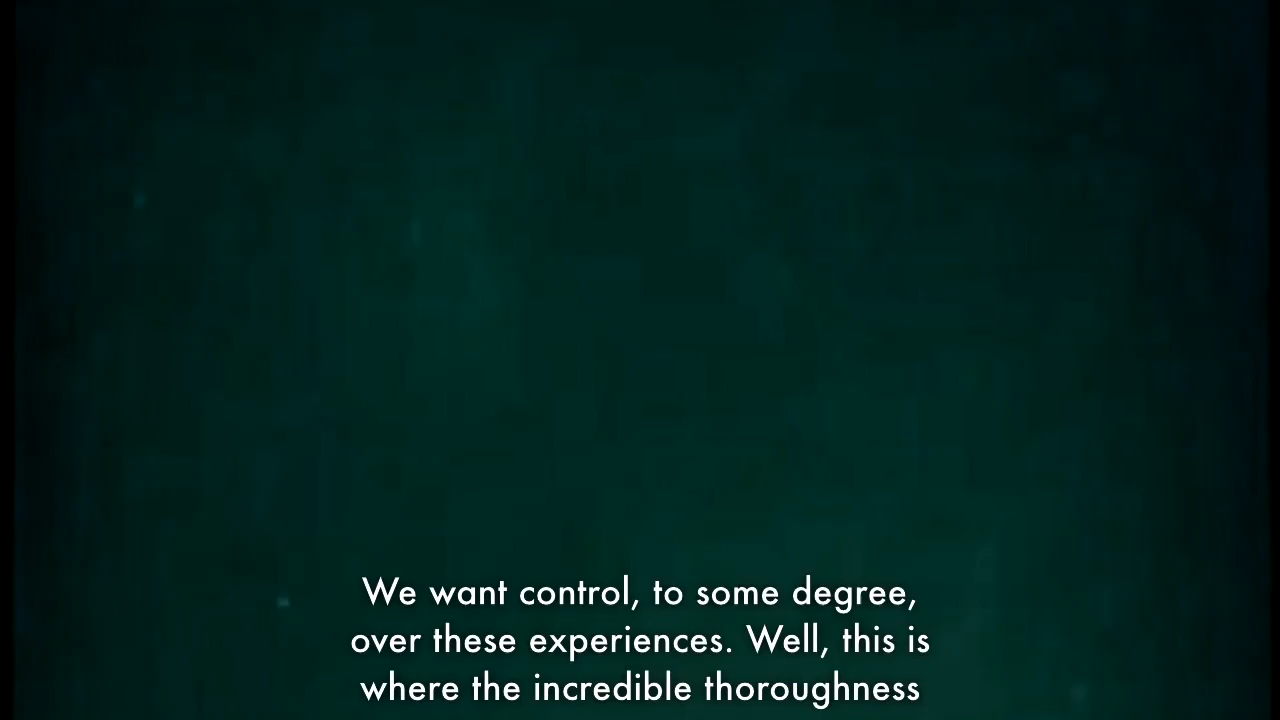 We want control, to some degree,
over these experiences. Well, this is
where the incredible thoroughness